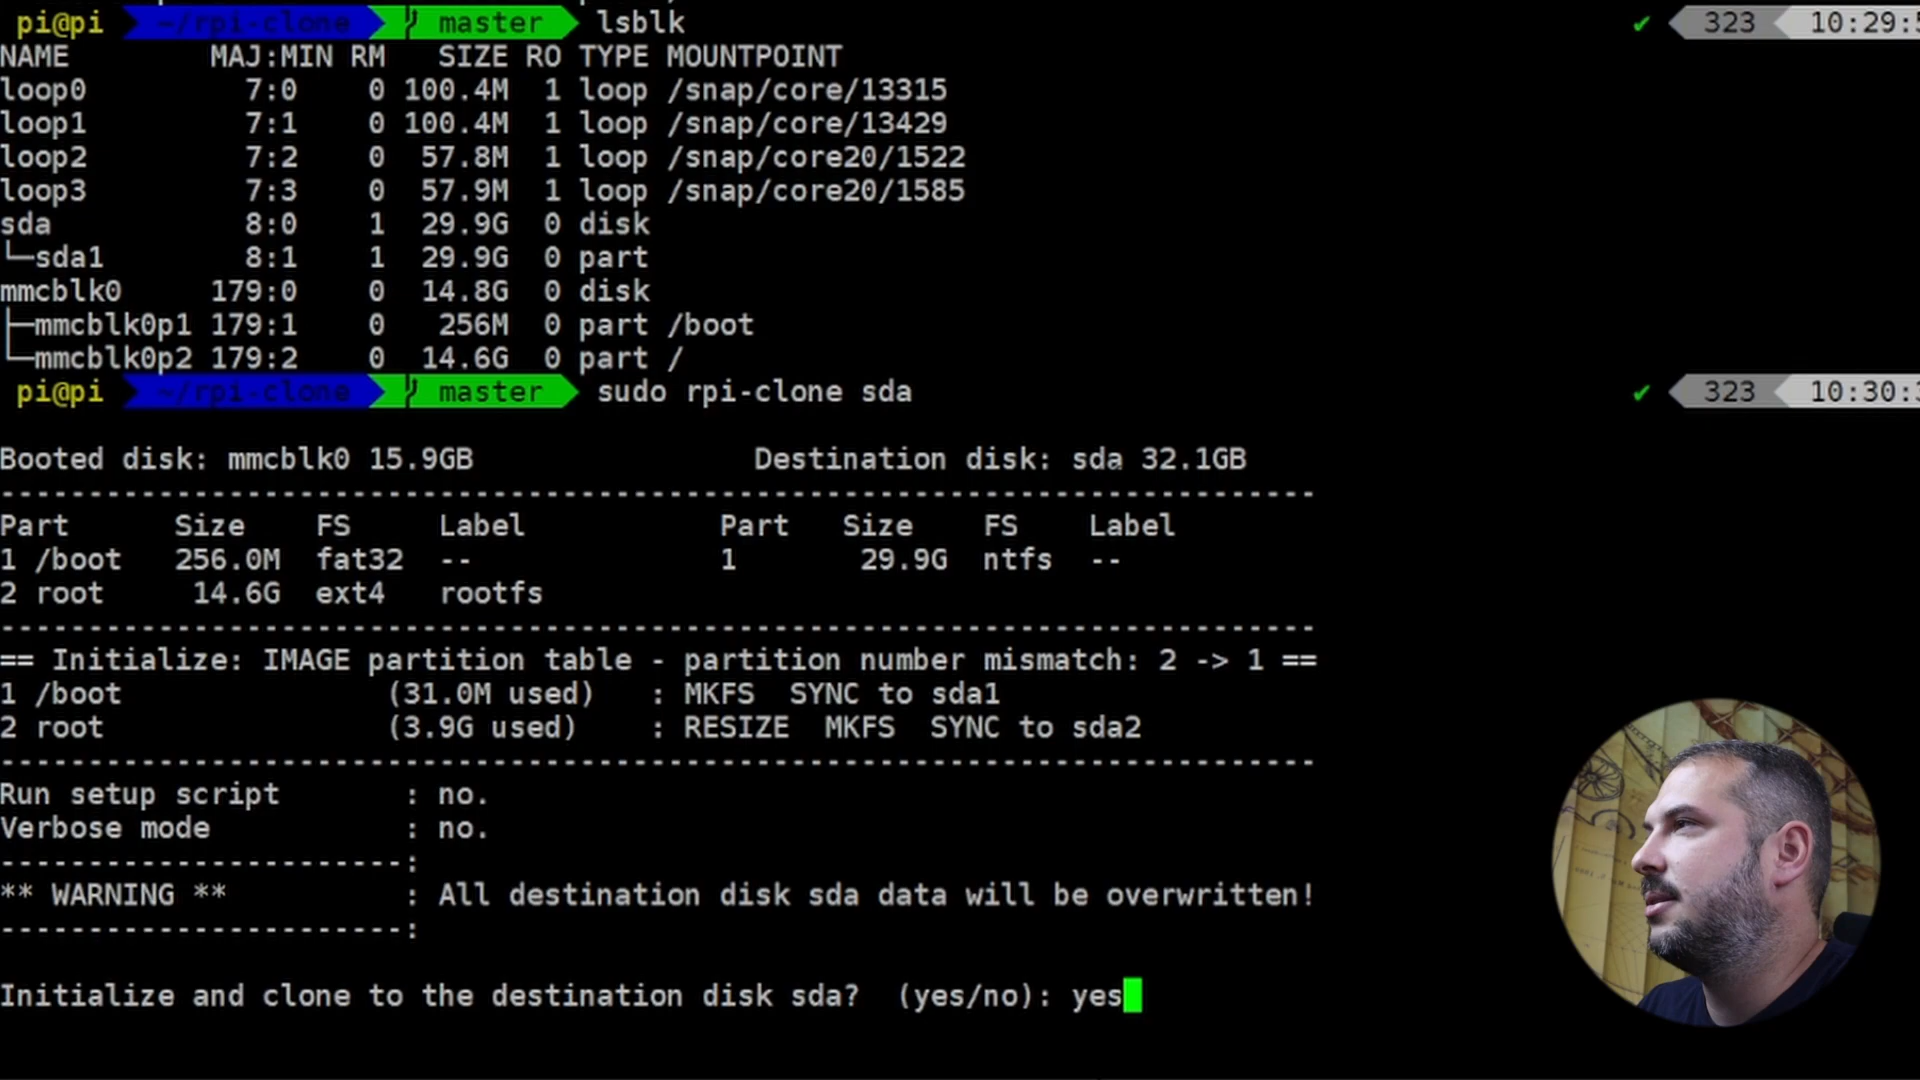 pi@pi ~/rpi-clone master lsblk ✔ 323 10:29:5
NAME MAJ:MIN RM SIZE RO TYPE MOUNTPOINT
loop0 7:0 0 100.4M 1 loop /snap/core/13315
loop1 7:1 0 100.4M 1 loop /snap/core/13429
loop2 7:2 0 57.8M 1 loop /snap/core20/1522
loop3 7:3 0 57.9M 1 loop /snap/core20/1585
sda 8:0 1 29.9G 0 disk
└─sda1 8:1 1 29.9G 0 part
mmcblk0 179:0 0 14.8G 0 disk
├─mmcblk0p1 179:1 0 256M 0 part /boot
└─mmcblk0p2 179:2 0 14.6G 0 part /
pi@pi ~/rpi-clone master sudo rpi-clone sda ✔ 323 10:30:
Booted disk: mmcblk0 15.9GB Destination disk: sda 32.1GB
---------------------------------------------------------------------------
Part Size FS Label Part Size FS Label
1 /boot 256.0M fat32 -- 1 29.9G ntfs --
2 root 14.6G ext4 rootfs
---------------------------------------------------------------------------
== Initialize: IMAGE partition table - partition number mismatch: 2 -> 1 ==
1 /boot (31.0M used) : MKFS SYNC to sda1
2 root (3.9G used) : RESIZE MKFS SYNC to sda2
---------------------------------------------------------------------------
Run setup script : no.
Verbose mode : no.
-----------------------:
** WARNING ** : All destination disk sda data will be overwritten!
-----------------------:
Initialize and clone to the destination disk sda? (yes/no): yes